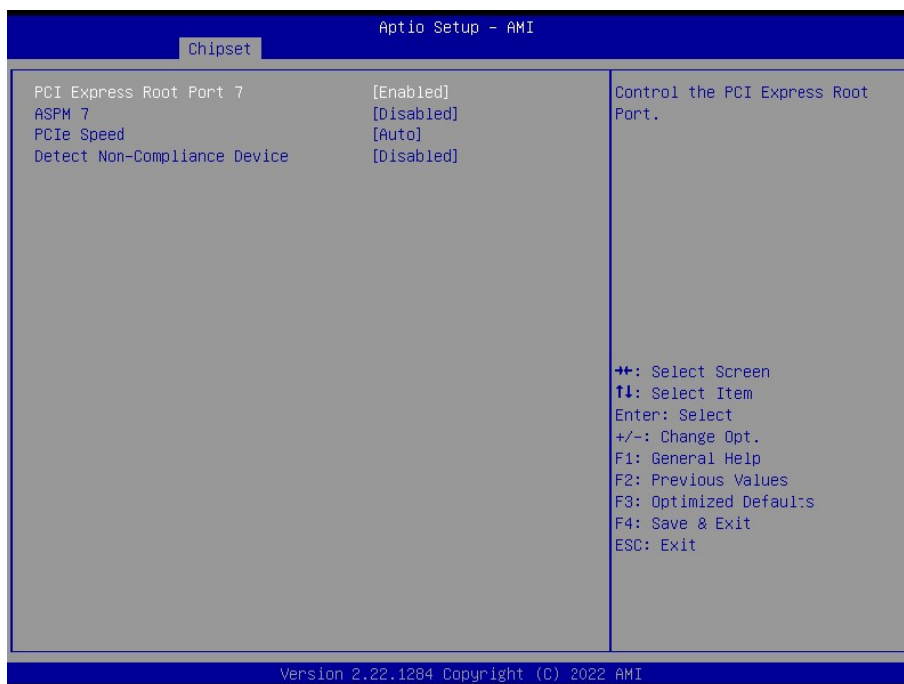 Aptio Setup - AMI
Chipset
PCI Express Root Port 7 [Enabled]
ASPM 7 [Disabled]
PCIe Speed [Auto]
Detect Non-Compliance Device [Disabled]
Control the PCI Express Root
Port.
→←: Select Screen
↑↓: Select Item
Enter: Select
+/-: Change Opt.
F1: General Help
F2: Previous Values
F3: Optimized Defaults
F4: Save & Exit
ESC: Exit
Version 2.22.1284 Copyright (C) 2022 AMI